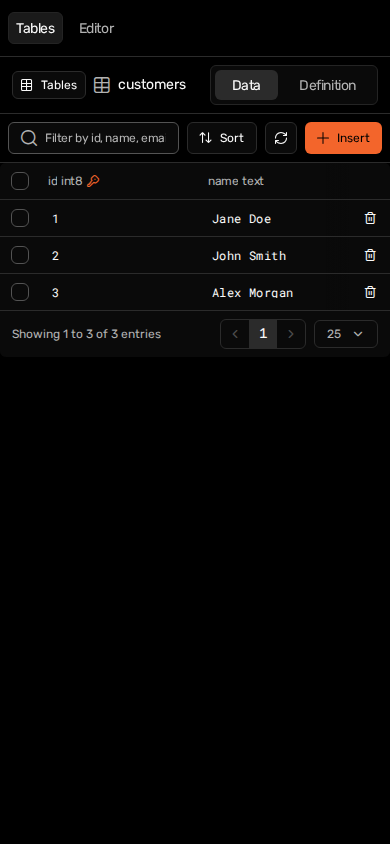 Tables Editor
Tables customers Data Definition
Filter by id, name, ema Sort Insert
id int8 name text
1 Jane Doe
2 John Smith
3 Alex Morgan
Showing 1 to 3 of 3 entries 1 25